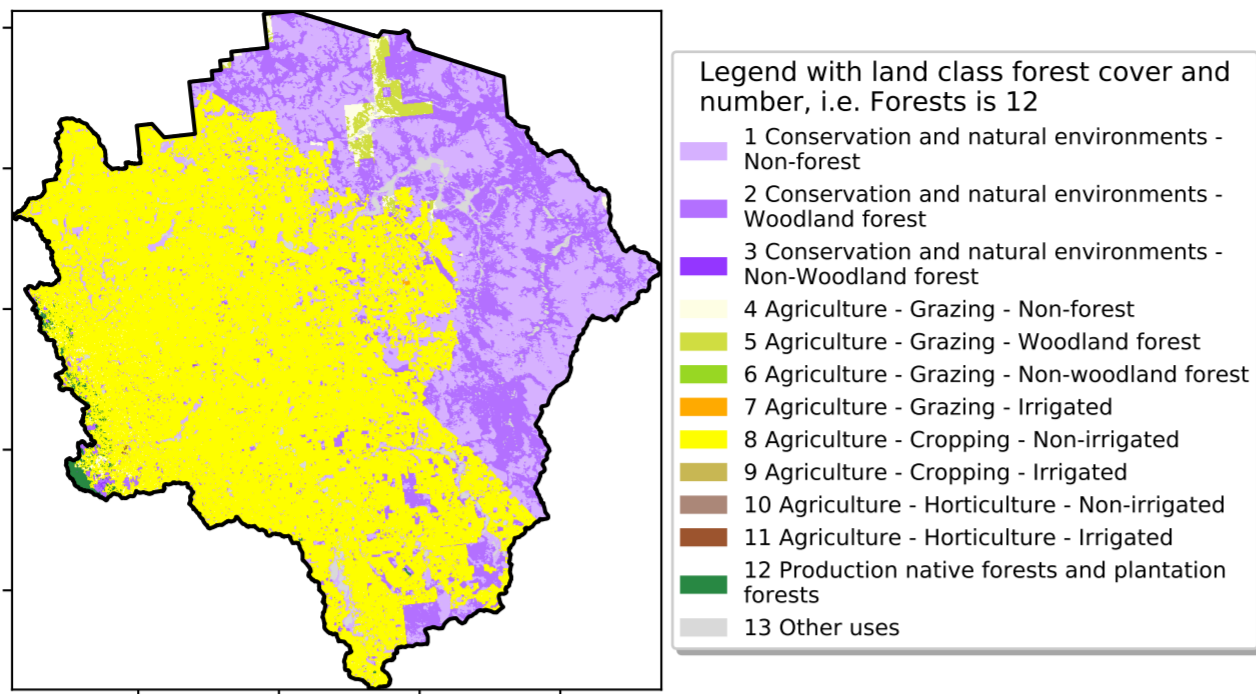 Legend with land class forest cover and
number, i.e. Forests is 12
1 Conservation and natural environments -
Non-forest
2 Conservation and natural environments -
Woodland forest
3 Conservation and natural environments -
Non-Woodland forest
4 Agriculture - Grazing - Non-forest
5 Agriculture - Grazing - Woodland forest
6 Agriculture - Grazing - Non-woodland forest
7 Agriculture - Grazing - Irrigated
8 Agriculture - Cropping - Non-irrigated
9 Agriculture - Cropping - Irrigated
10 Agriculture - Horticulture - Non-irrigated
11 Agriculture - Horticulture - Irrigated
12 Production native forests and plantation
forests
13 Other uses